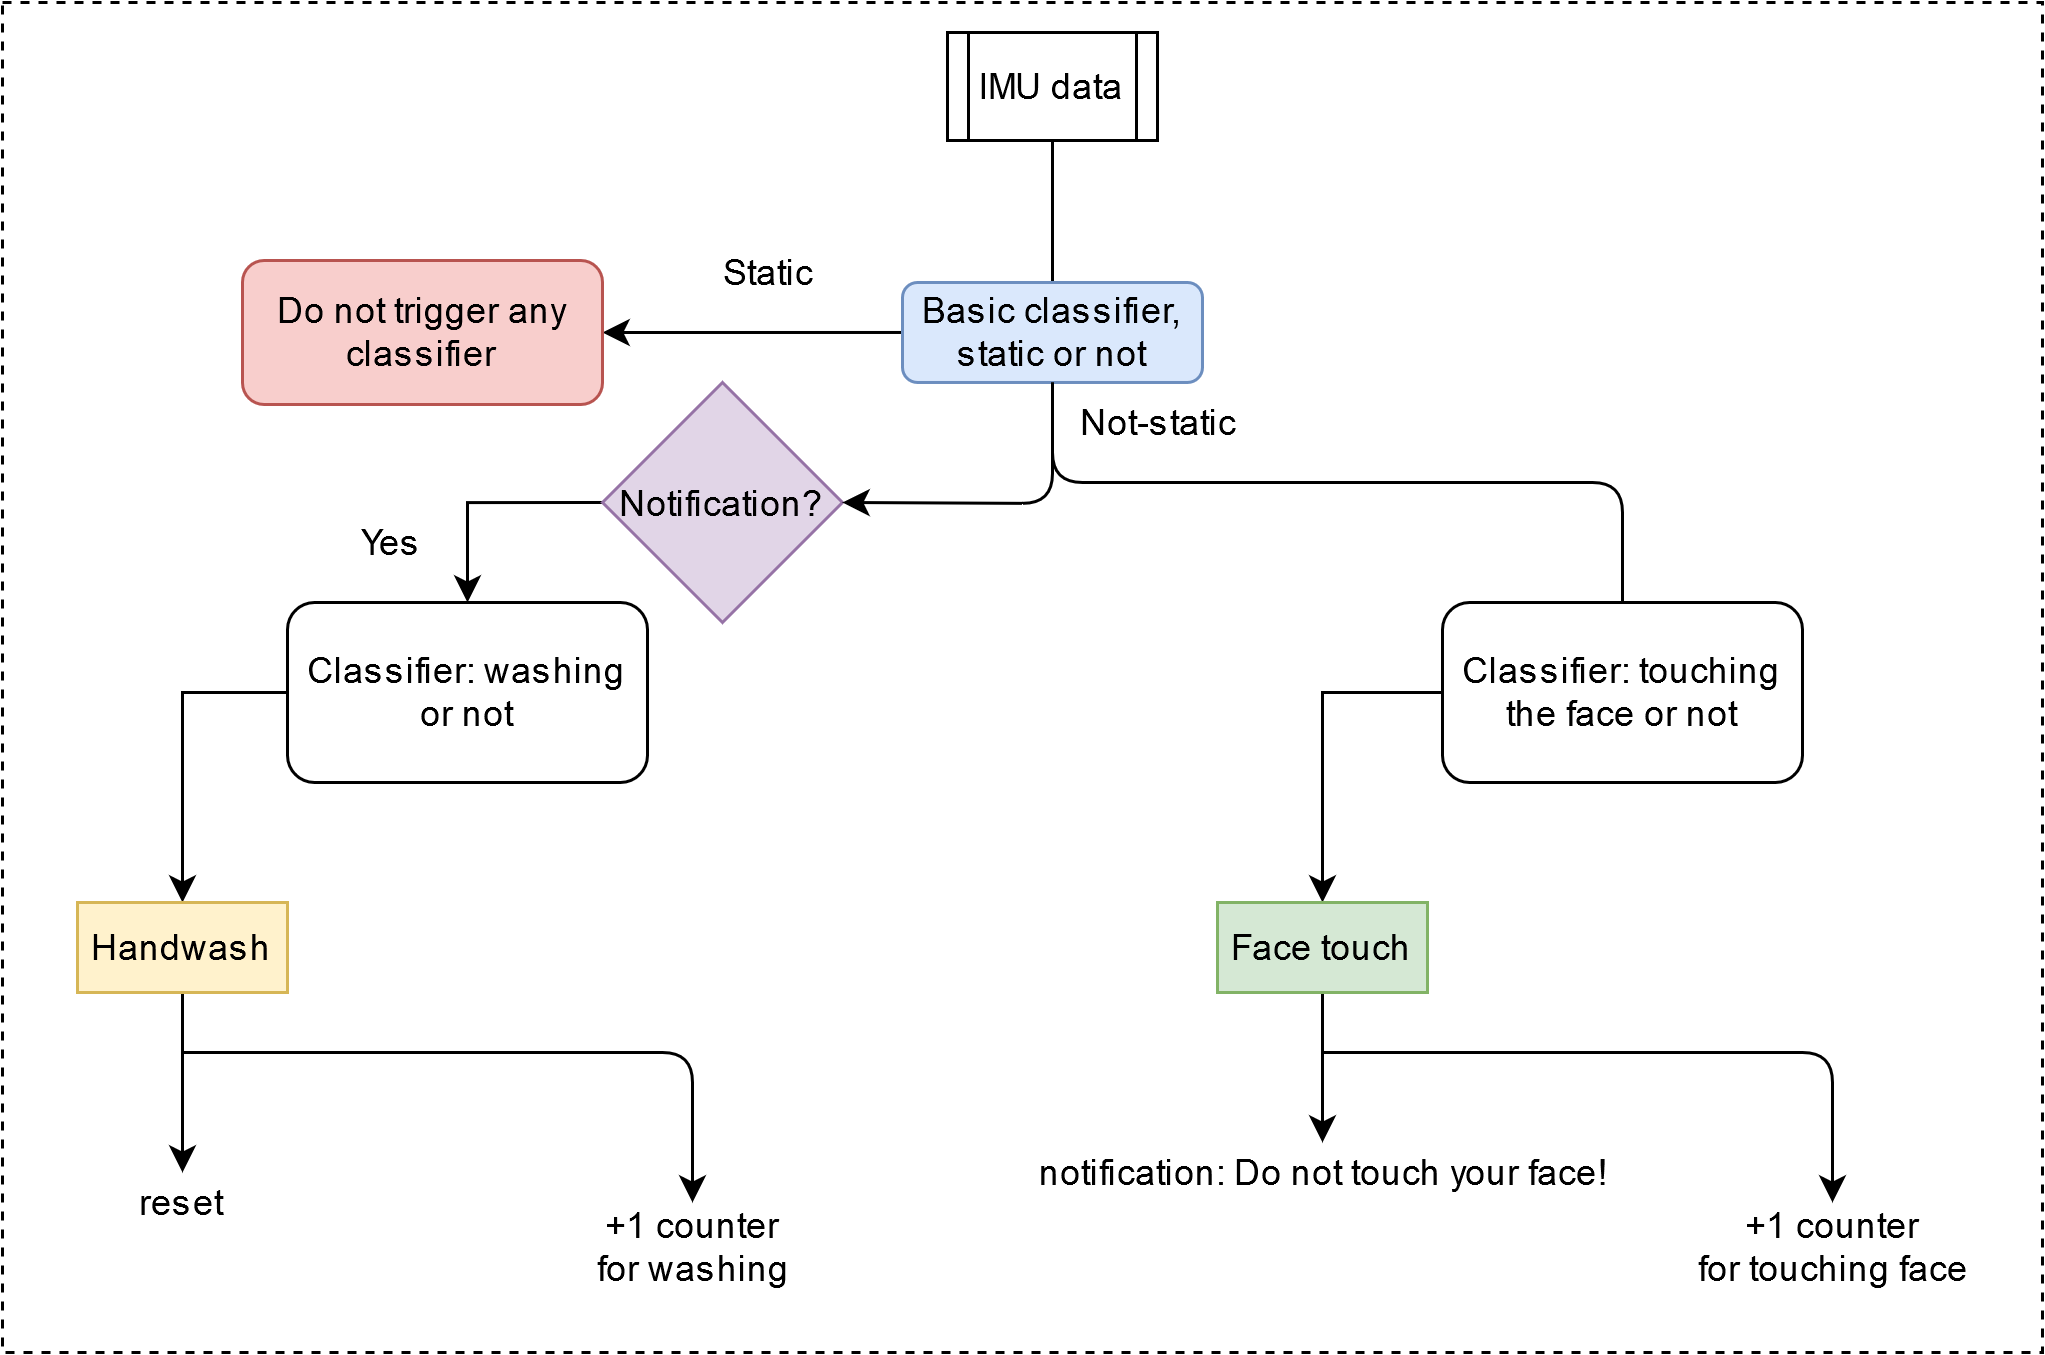 IMU data
Static
Do not trigger any
classifier
Basic classifier,
static or not
Not-static
Notification?
Yes
Classifier: washing
or not
Classifier: touching
the face or not
Handwash
Face touch
reset
+1 counter
for washing
notification: Do not touch your face!
+1 counter
for touching face